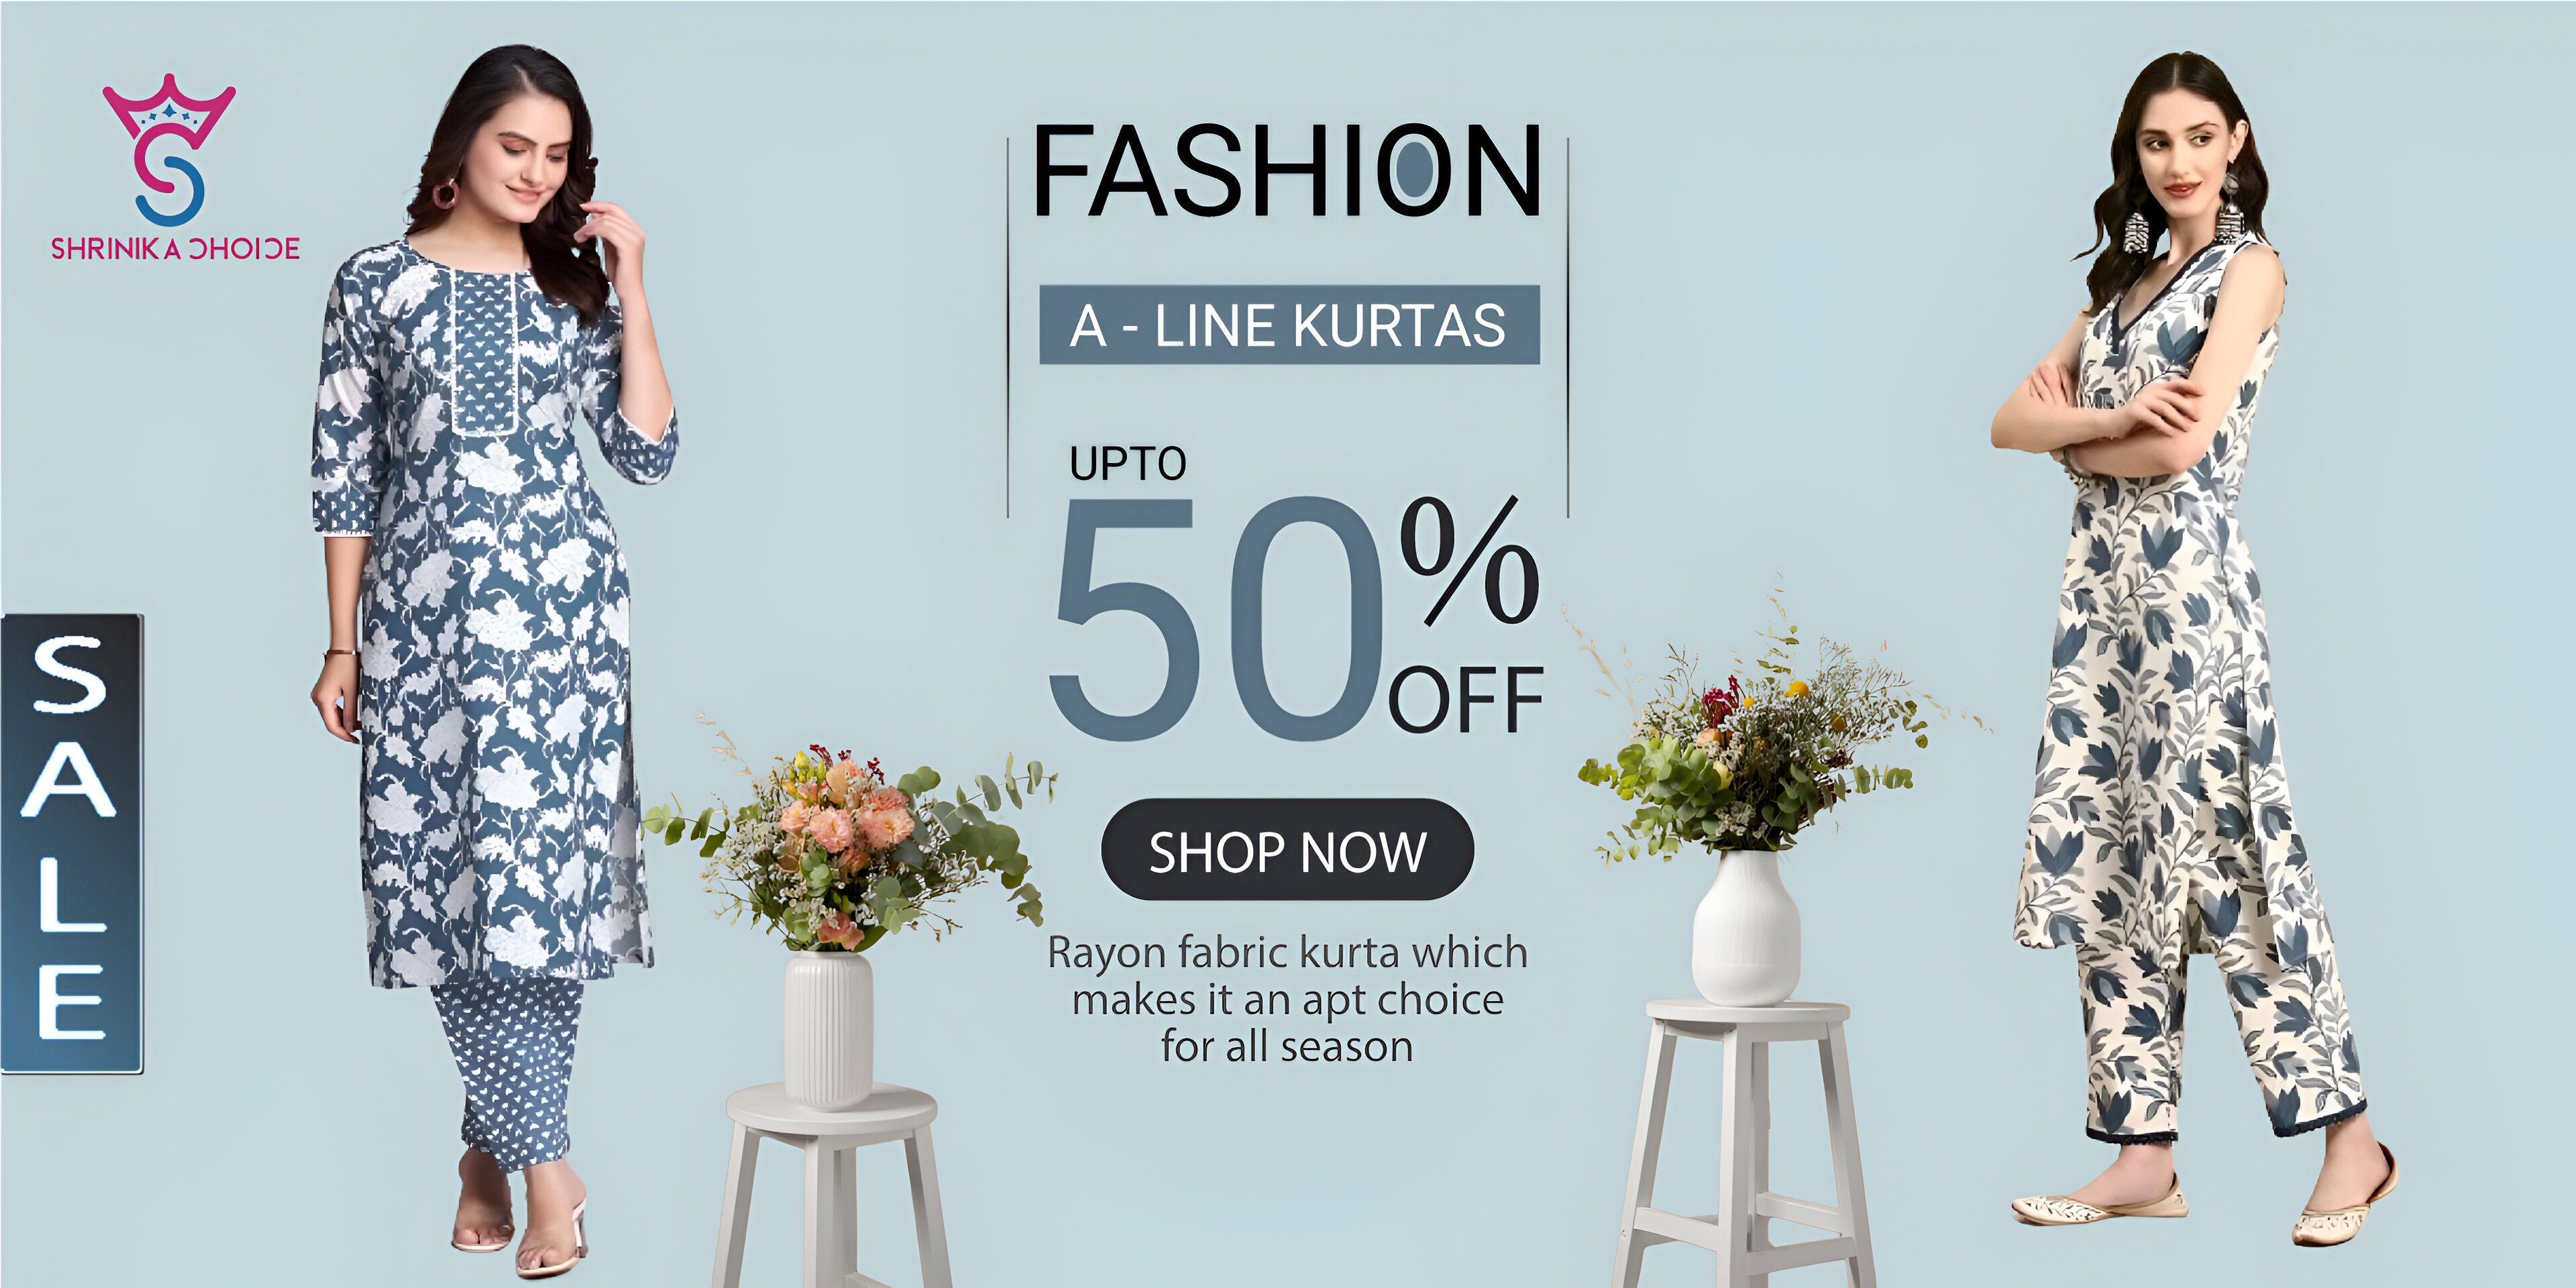 SHRINIKA CHOICE
FASHION
A - LINE KURTAS
UPTO
50%
OFF
SHOP NOW
Rayon fabric kurta which
makes it an apt choice
for all season
SALE